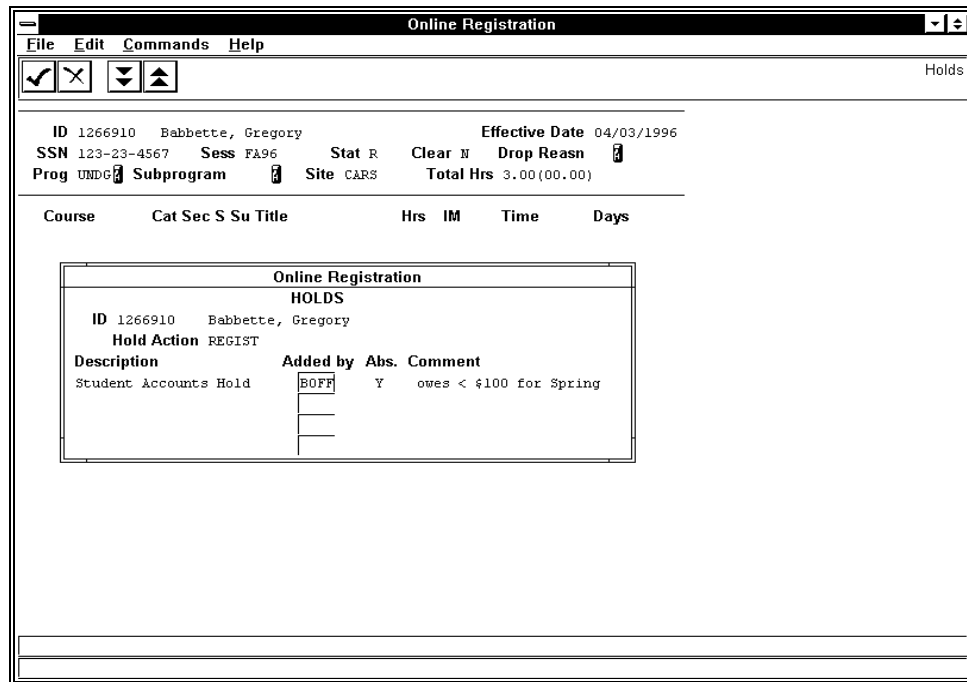 Online Registration
File Edit Commands Help
Holds
ID 1266910 Babbette, Gregory Effective Date 04/03/1996
SSN 123-23-4567 Sess FA96 Stat R Clear N Drop Reasn ?
Prog UNDG ? Subprogram ? Site CARS Total Hrs 3.00(00.00)
Course Cat Sec S Su Title Hrs IM Time Days
Online Registration
HOLDS
ID 1266910 Babbette, Gregory
Hold Action REGIST
Description Added by Abs. Comment
Student Accounts Hold BOFF Y owes < $100 for Spring